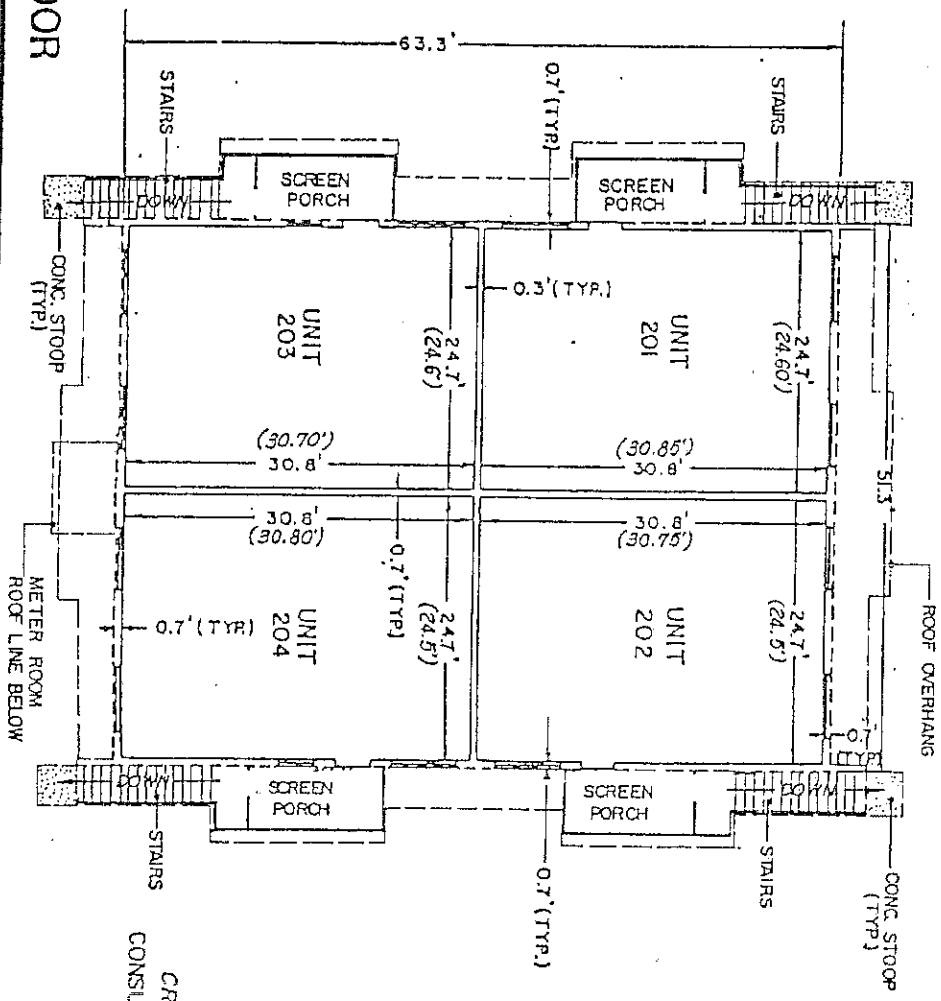 OOR
63.3'
STAIRS
0.7' (TYP.)
STAIRS
SCREEN
PORCH
SCREEN
PORCH
DOWN
DOWN
CONC. STOOP
(TYP.)
0.3' (TYP.)
UNIT
203
24.7'
(24.6')
UNIT
201
24.7'
(24.60')
(30.70')
30.8'
(30.85')
30.8'
51.3
ROOF OVERHANG
30.8'
(30.80')
30.8'
(30.75')
0.7' (TYP.)
UNIT
204
24.7'
(24.5')
UNIT
202
24.7'
(24.5')
0.7' (TYP.)
0.7'
(TYP.)
METER ROOM
ROOF LINE BELOW
DOWN
DOWN
SCREEN
PORCH
SCREEN
PORCH
STAIRS
STAIRS
0.7' (TYP.)
CONC. STOOP
(TYP.)